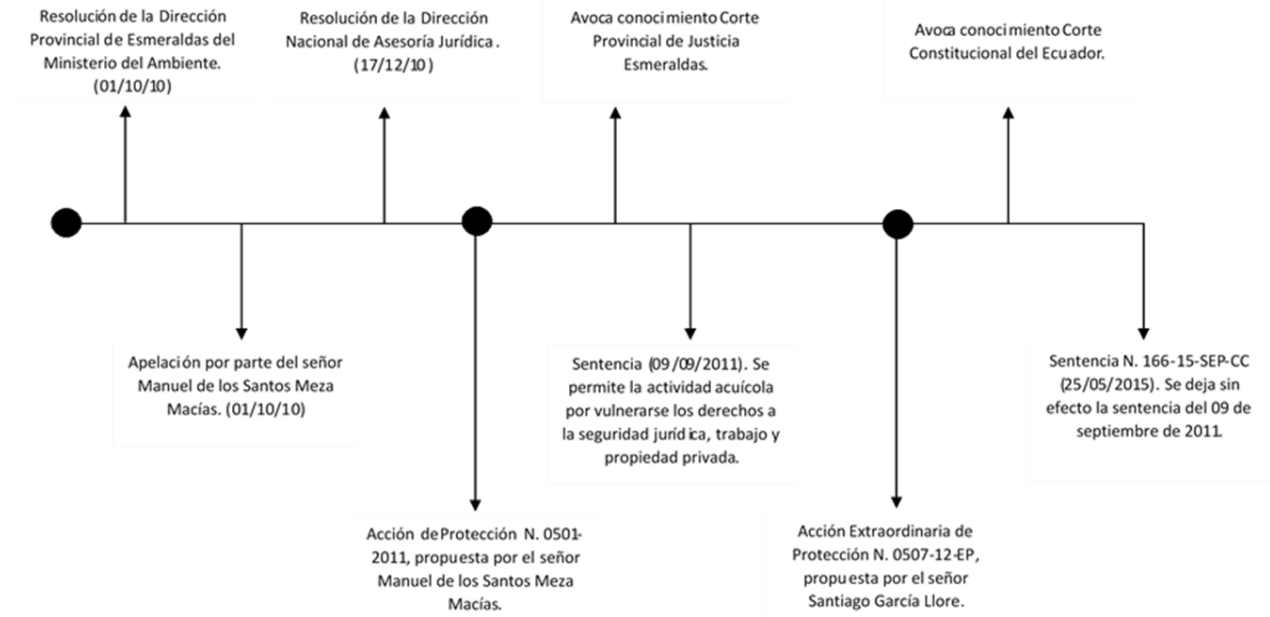 Resolución de la Dirección
Provincial de Esmeraldas del
Ministerio del Ambiente.
(01/10/10)
Resolución de la Dirección
Nacional de Asesoría Jurídica.
(17/12/10)
Avoca conocimiento Corte
Provincial de Justicia
Esmeraldas.
Avoca conocimiento Corte
Constitucional del Ecuador.
Apelación por parte del señor
Manuel de los Santos Meza
Macías. (01/10/10)
Sentencia (09/09/2011). Se
permite la actividad acuícola
por vulnerarse los derechos a
la seguridad jurídica, trabajo y
propiedad privada.
Sentencia N. 166-15-SEP-CC
(25/05/2015). Se deja sin
efecto la sentencia del 09 de
septiembre de 2011.
Acción de Protección N. 0501-
2011, propuesta por el señor
Manuel de los Santos Meza
Macías.
Acción Extraordinaria de
Protección N. 0507-12-EP,
propuesta por el señor
Santiago García Llore.